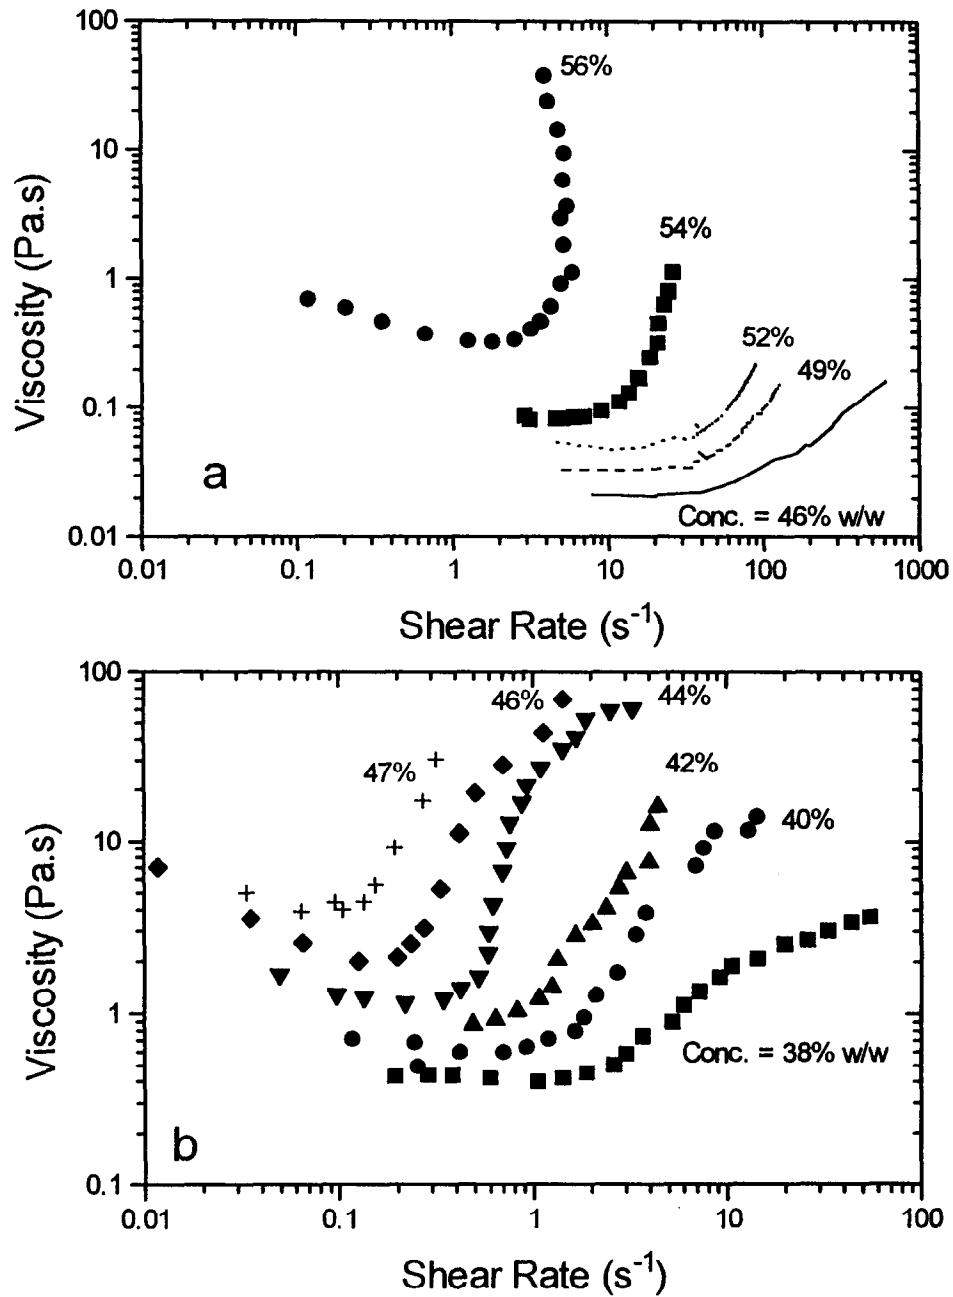 100
56%
10
54%
1
52%
49%
0.1
a
Conc. = 46% w/w
0.01
0.01 0.1 1 10 100 1000
Viscosity (Pa.s)
Shear Rate (s⁻¹)
100
46% 44%
47%
42%
10
40%
1
Conc. = 38% w/w
b
0.1
0.01 0.1 1 10 100
Viscosity (Pa.s)
Shear Rate (s⁻¹)